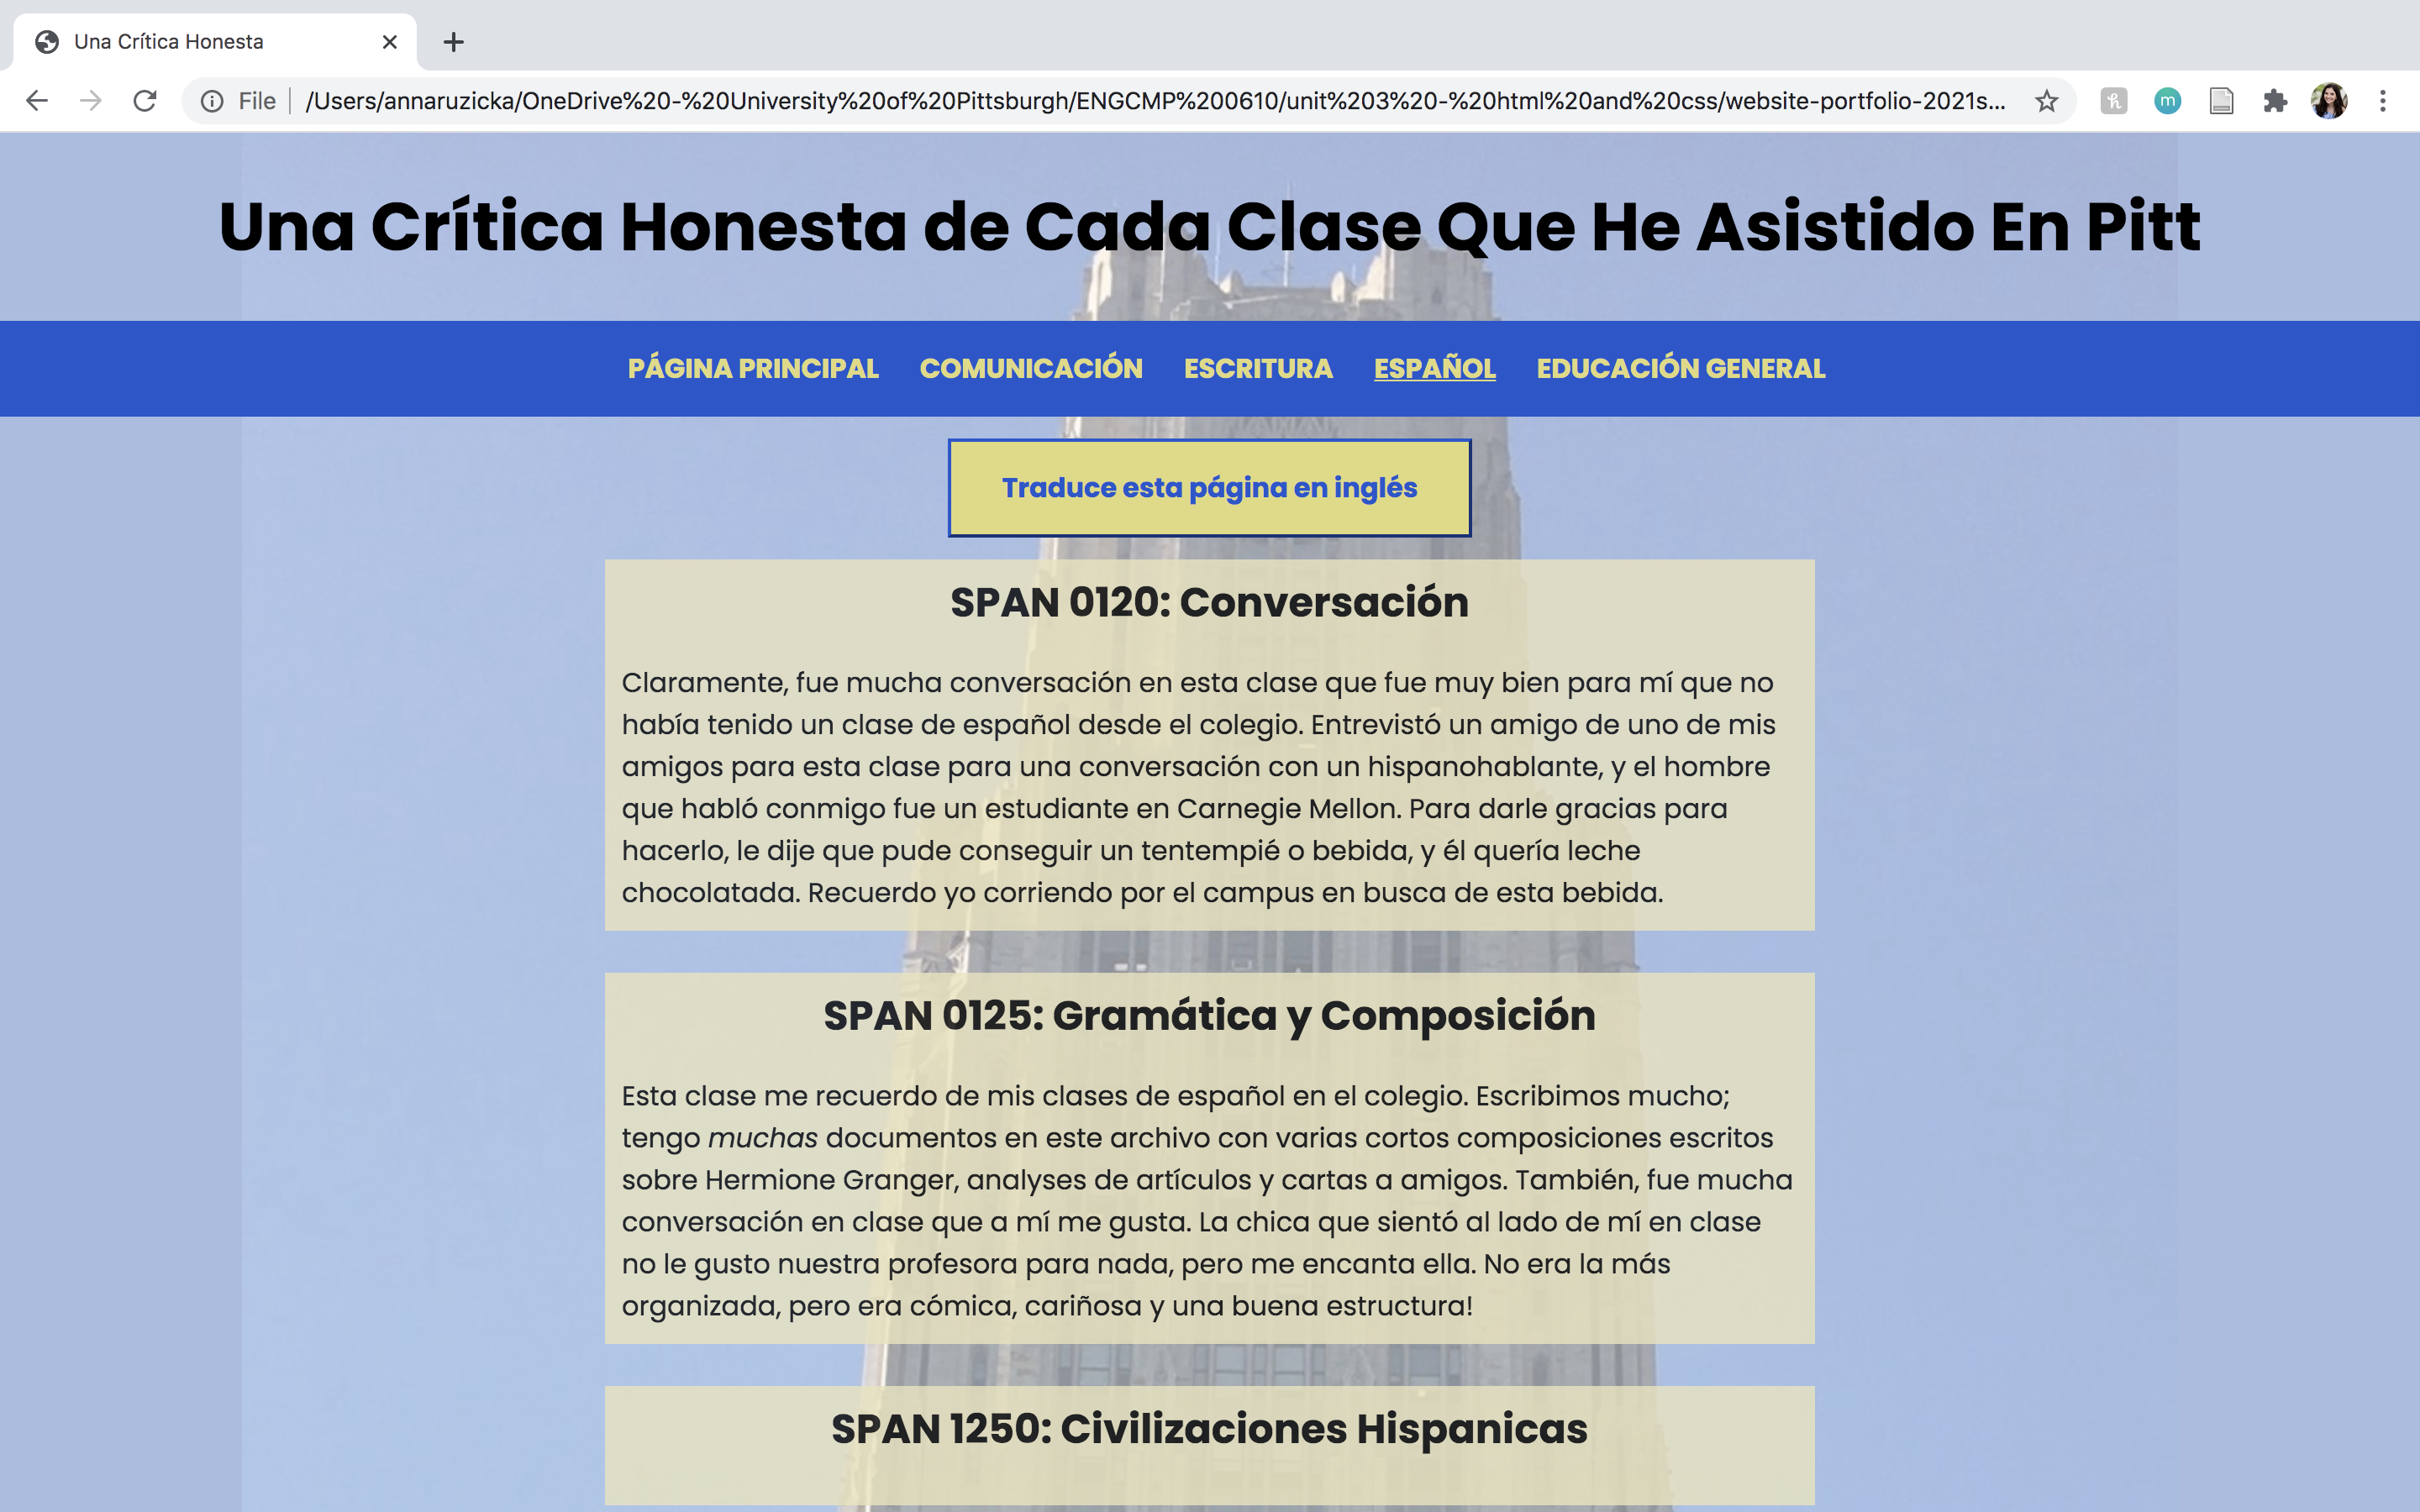 Una Crítica Honesta
File
/Users/annaruzicka/OneDrive%20-%20University%20of%20Pittsburgh/ENGCMP%200610/unit%203%20-%20html%20and%20css/website-portfolio-2021s...
m
Una Crítica Honesta de Cada Clase Que He Asistido En Pitt
PÁGINA PRINCIPAL COMUNICACIÓN ESCRITURA ESPAÑOL EDUCACIÓN GENERAL
Traduce esta página en inglés
SPAN 0120: Conversación
Claramente, fue mucha conversación en esta clase que fue muy bien para mí que no
había tenido un clase de español desde el colegio. Entrevistó un amigo de uno de mis
amigos para esta clase para una conversación con un hispanohablante, y el hombre
que habló conmigo fue un estudiante en Carnegie Mellon. Para darle gracias para
hacerlo, le dije que pude conseguir un tentempié o bebida, y él quería leche
chocolatada. Recuerdo yo corriendo por el campus en busca de esta bebida.
SPAN 0125: Gramática y Composición
Esta clase me recuerdo de mis clases de español en el colegio. Escribimos mucho;
tengo muchas documentos en este archivo con varias cortos composiciones escritos
sobre Hermione Granger, analyses de artículos y cartas a amigos. También, fue mucha
conversación en clase que a mí me gusta. La chica que sientó al lado de mí en clase
no le gusto nuestra profesora para nada, pero me encanta ella. No era la más
organizada, pero era cómica, cariñosa y una buena estructura!
SPAN 1250: Civilizaciones Hispanicas